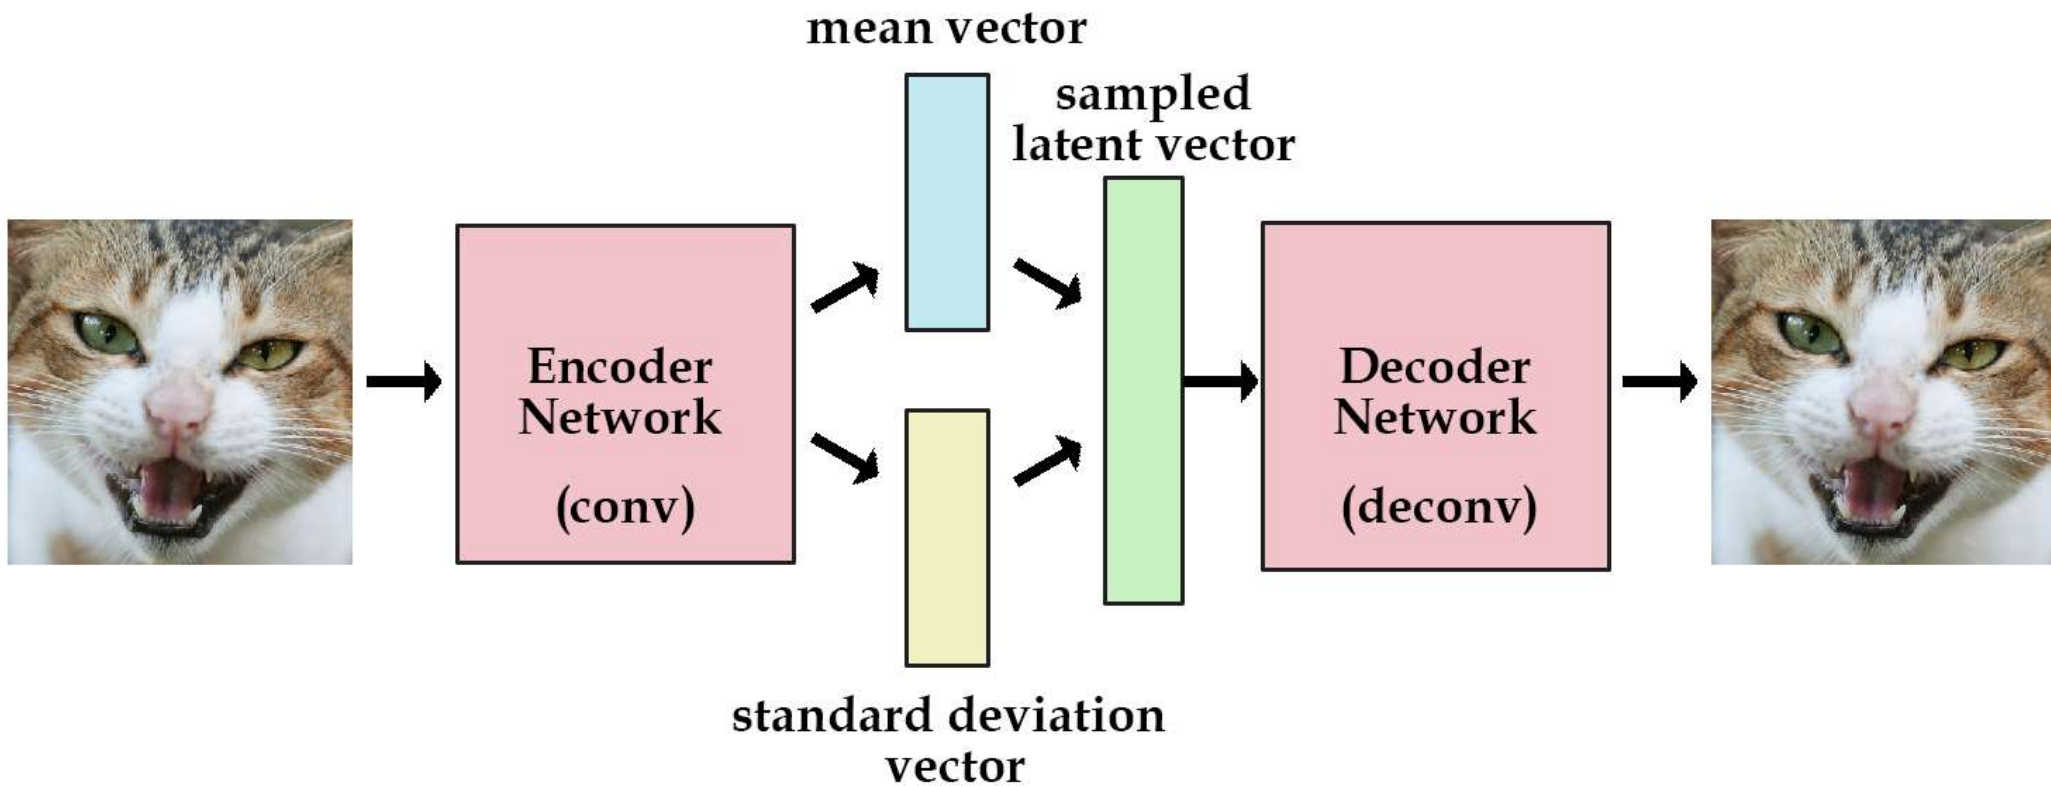 mean vector
sampled
latent vector
Encoder
Network
(conv)
Decoder
Network
(deconv)
standard deviation
vector